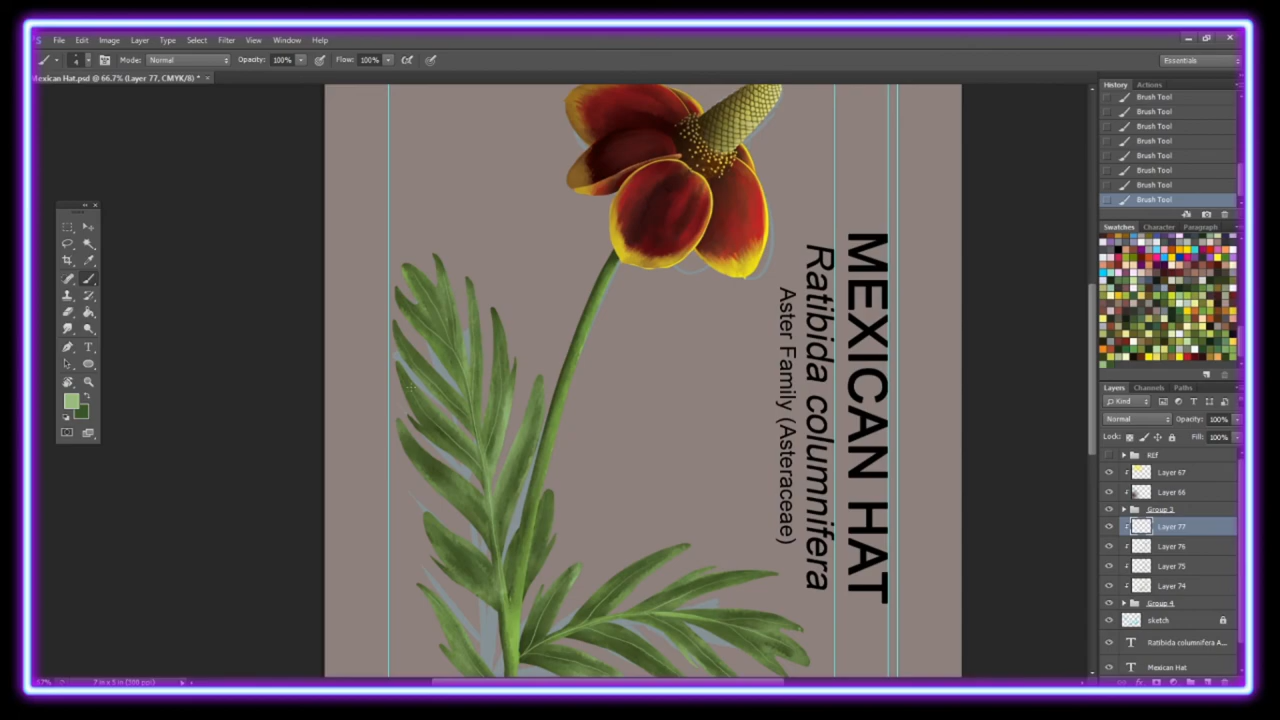 File Edit Image Layer Type Select Filter View Window Help
Mode: Normal Opacity: 100% Flow: 100% Essentials
Mexican Hat.psd @ 66.7% (Layer 77, CMYK/8) *
History Actions
Brush Tool
Brush Tool
Brush Tool
Brush Tool
Brush Tool
Brush Tool
Brush Tool
Brush Tool
Swatches Character Paragraph
MEXICAN HAT
Ratibida columnifera
Aster Family (Asteraceae)
Layers Channels Paths
Kind
Normal Opacity: 100%
Lock: Fill: 100%
REf
Layer 67
Layer 66
Group 3
Layer 77
Layer 76
Layer 75
Layer 74
Group 4
sketch
Ratibida columnifera A...
Mexican Hat